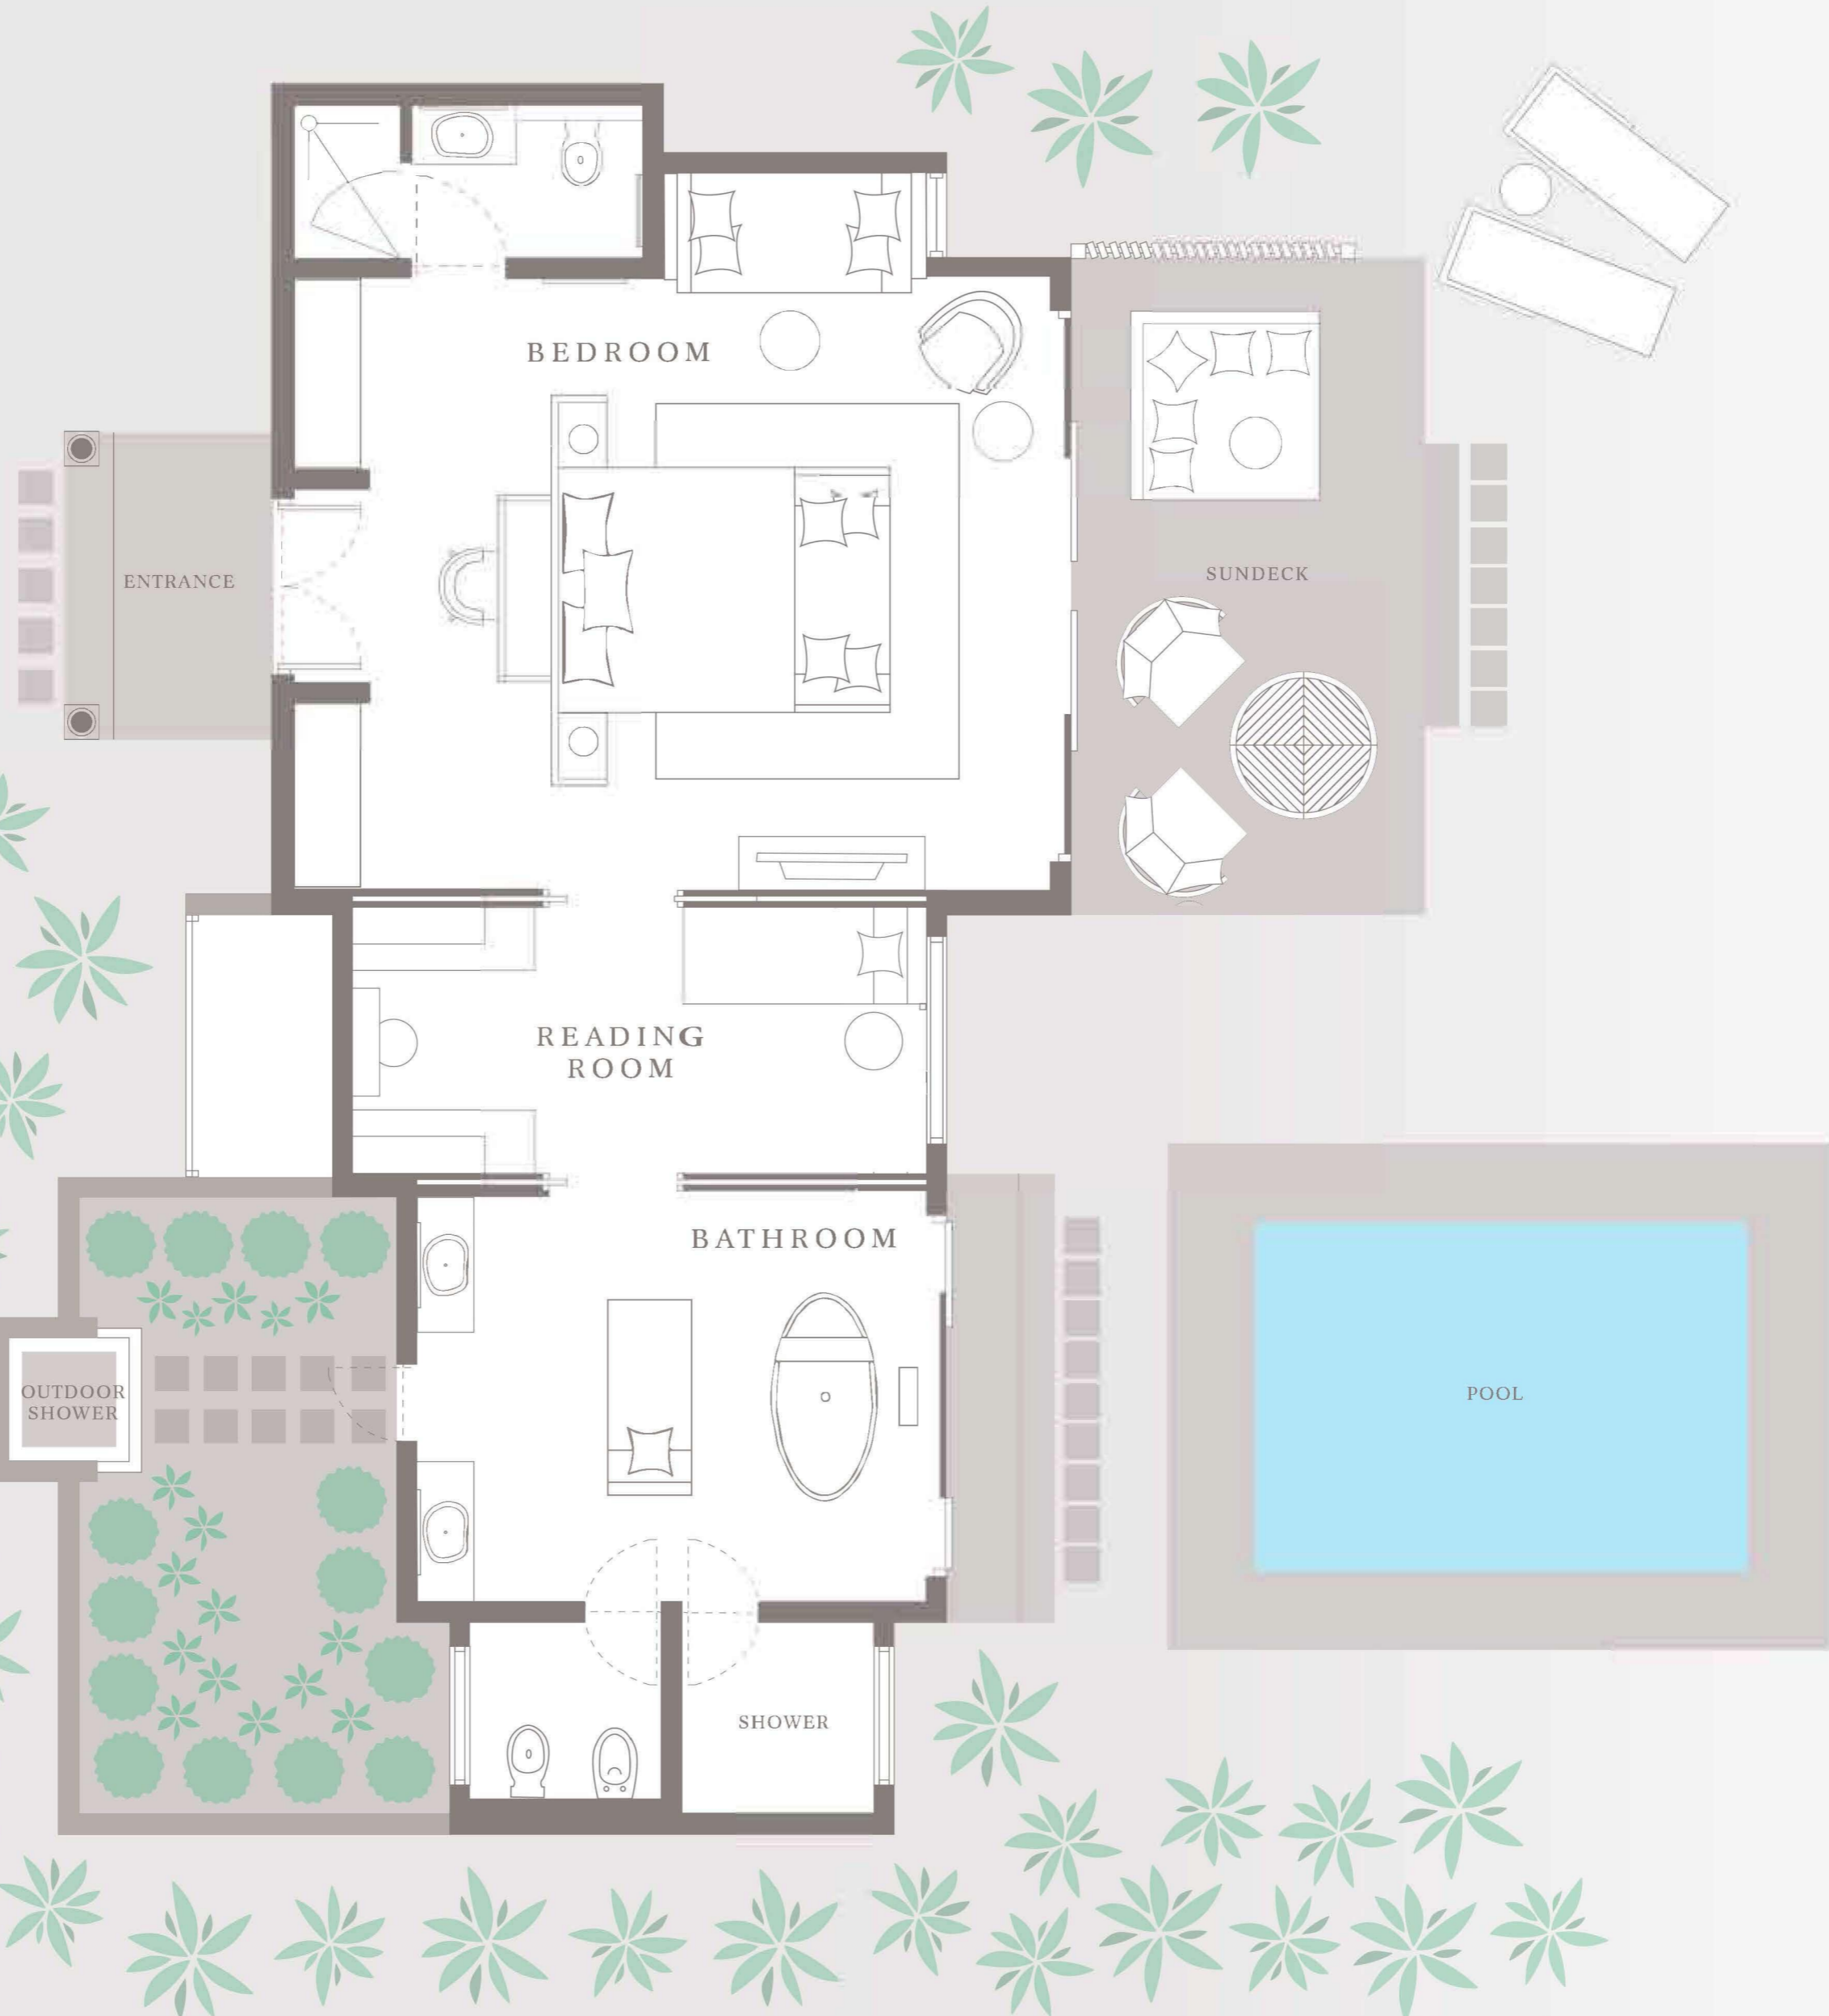 BEDROOM
ENTRANCE
SUNDECK
READING
ROOM
BATHROOM
OUTDOOR
SHOWER
POOL
SHOWER